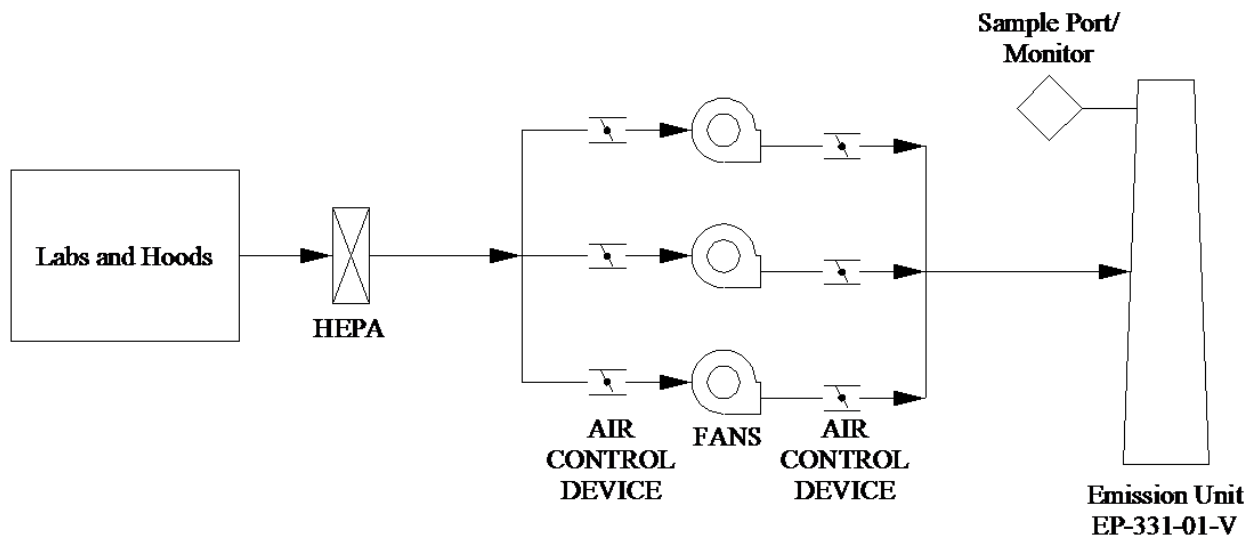 Sample Port/
Monitor
Labs and Hoods
HEPA
AIR
CONTROL
DEVICE
FANS
AIR
CONTROL
DEVICE
Emission Unit
EP-331-01-V